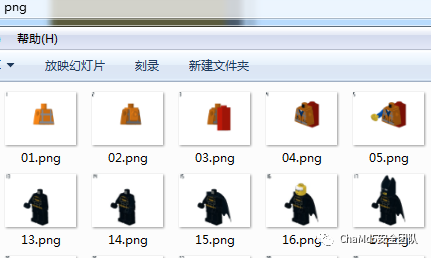 png
帮助(H)
放映幻灯片 刻录 新建文件夹
01.png 02.png 03.png 04.png 05.png
13.png 14.png 15.png 16.png
ChaMd5安全团队